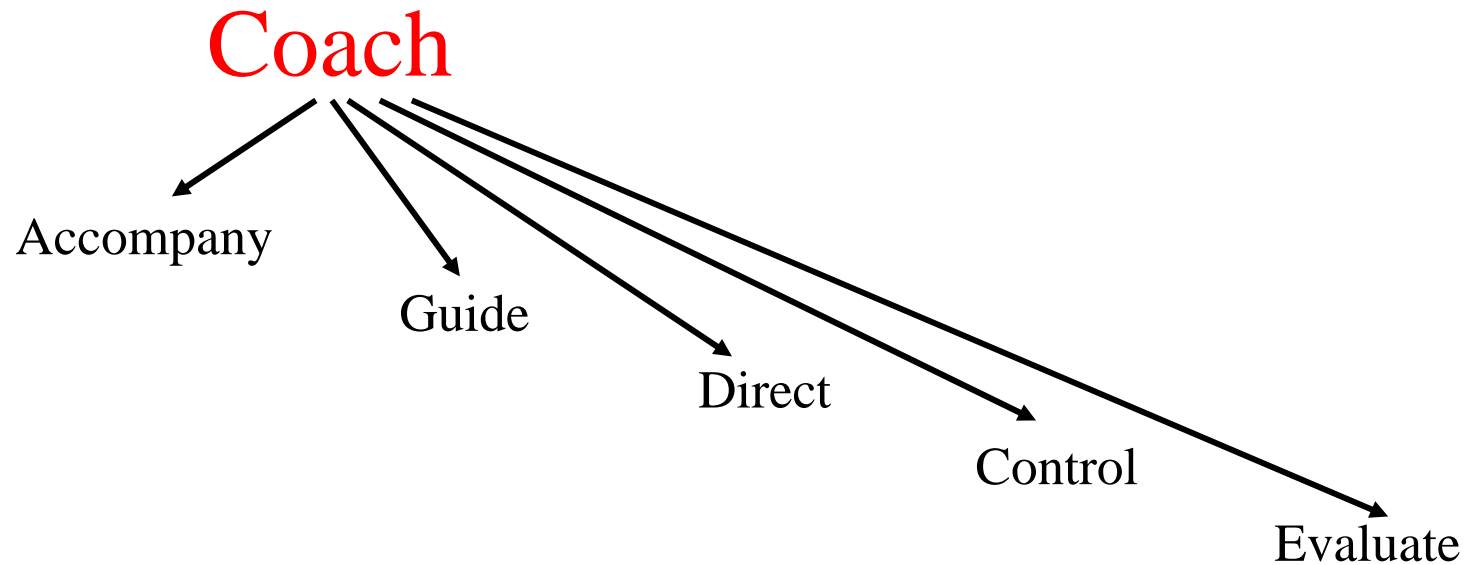 Coach
Accompany
Guide
Direct
Control
Evaluate